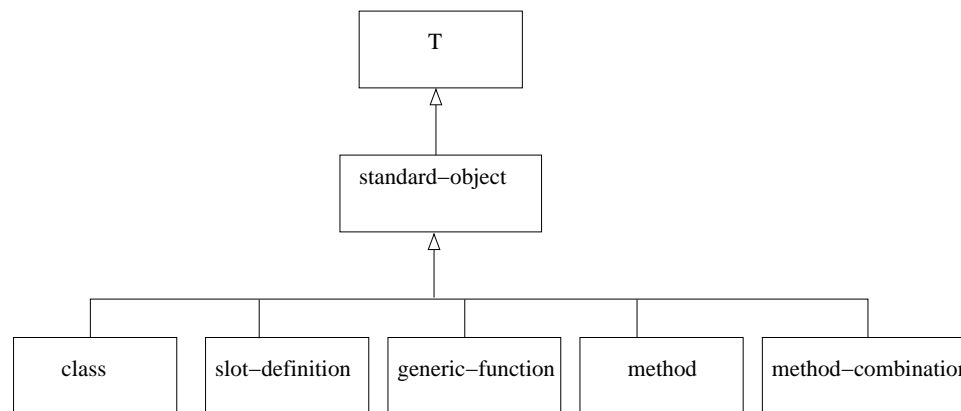 T
standard−object
class
slot−definition
generic−function
method
method−combination